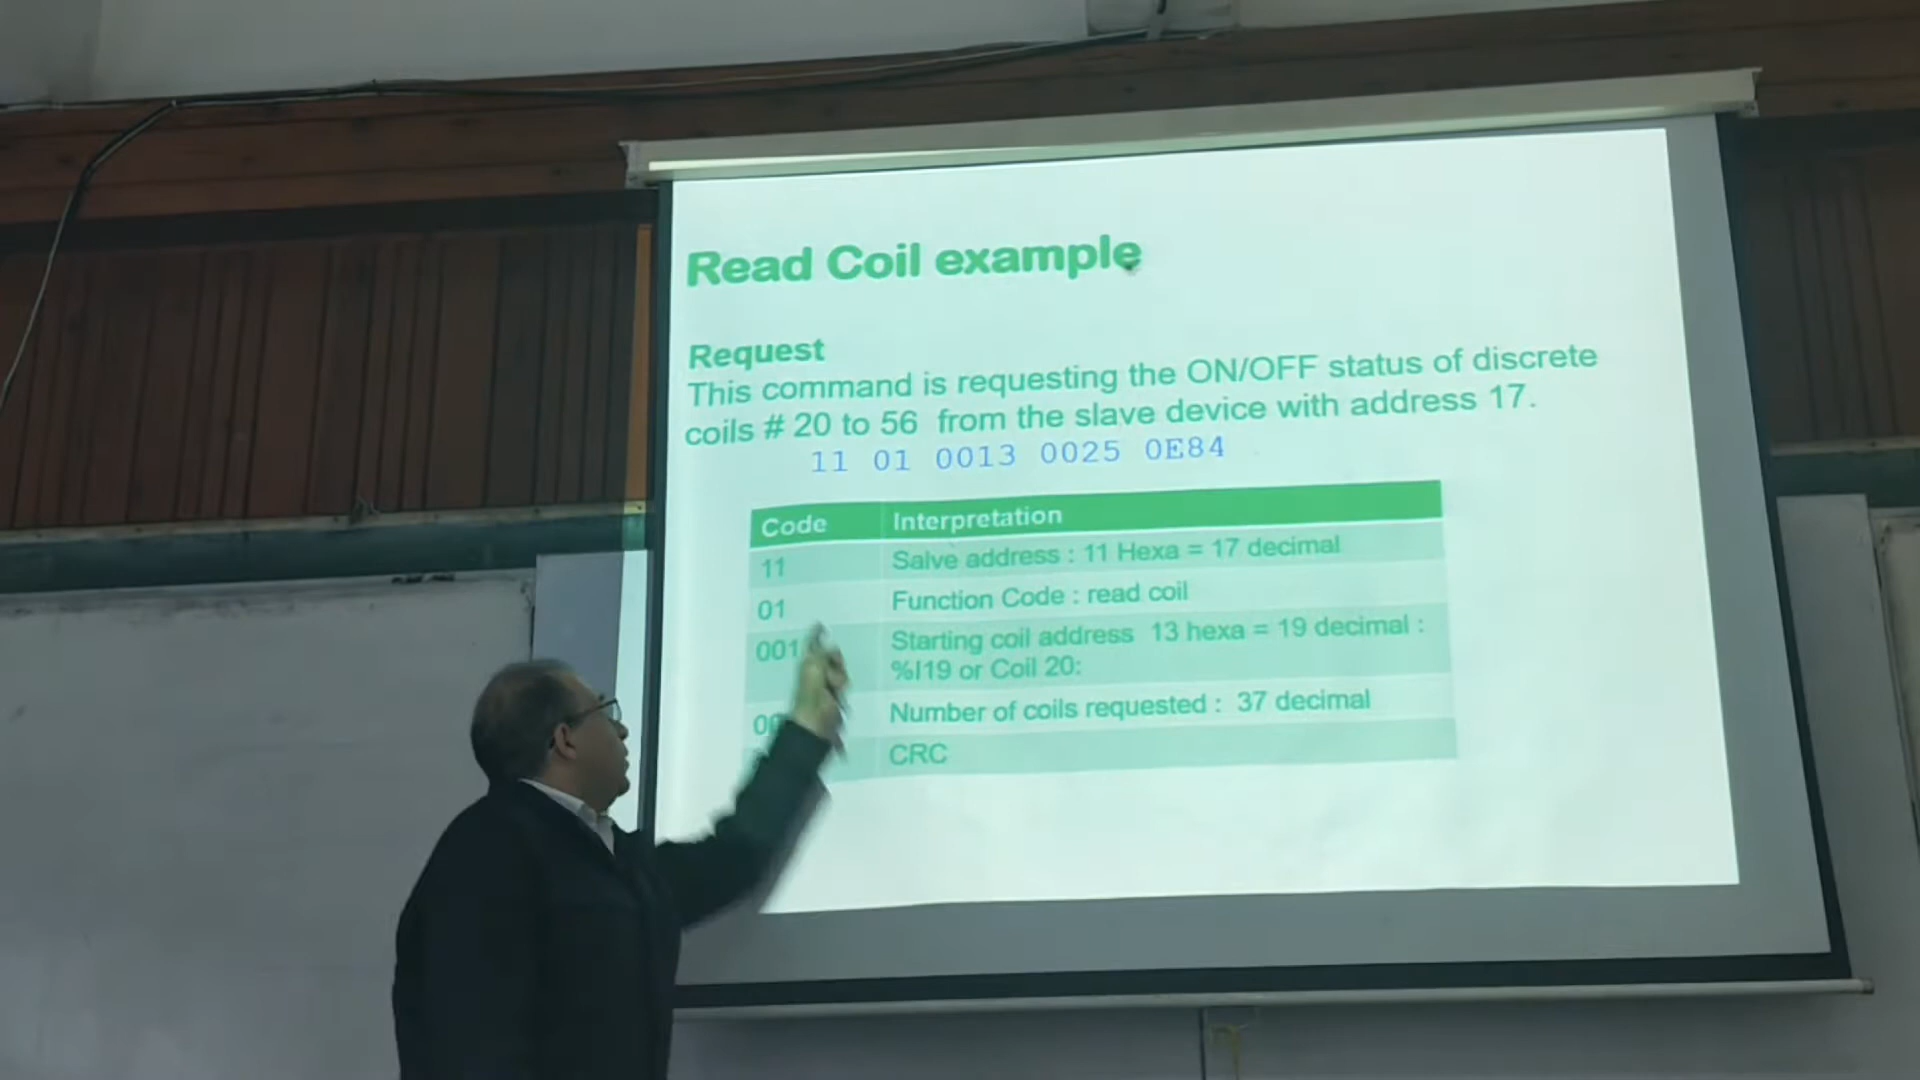 Read Coil example
Request
This command is requesting the ON/OFF status of discrete
coils # 20 to 56 from the slave device with address 17.
11 01 0013 0025 0E84
Code Interpretation
11 Salve address : 11 Hexa = 17 decimal
01 Function Code : read coil
001 Starting coil address 13 hexa = 19 decimal :
%I19 or Coil 20:
00 Number of coils requested : 37 decimal
CRC